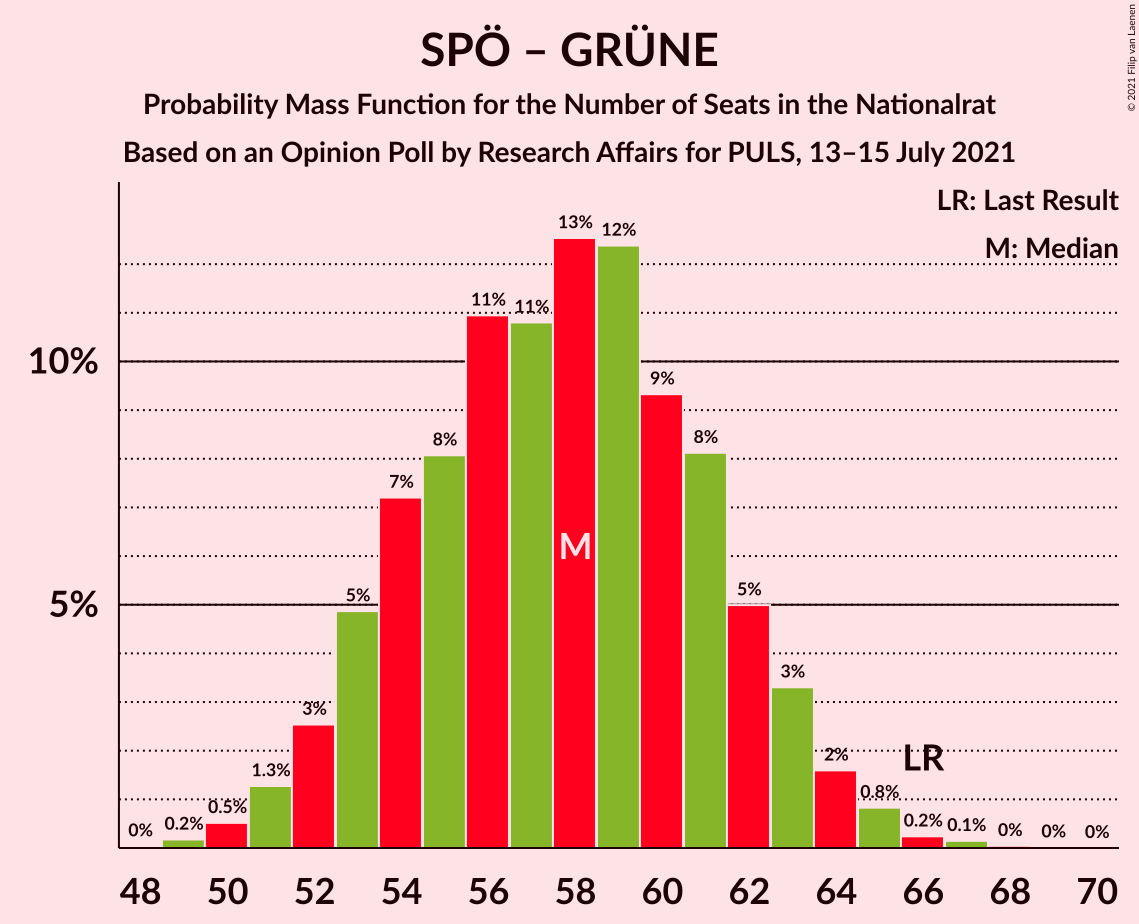 SPÖ – GRÜNE
Probability Mass Function for the Number of Seats in the Nationalrat
Based on an Opinion Poll by Research Affairs for PULS, 13–15 July 2021
© 2021 Filip van Laenen
LR: Last Result
M: Median
10%
5%
0%
0.2%
0.5%
1.3%
3%
5%
7%
8%
11%
11%
13%
12%
9%
8%
5%
3%
2%
0.8%
0.2%
0.1%
0%
0%
0%
M
LR
48 50 52 54 56 58 60 62 64 66 68 70